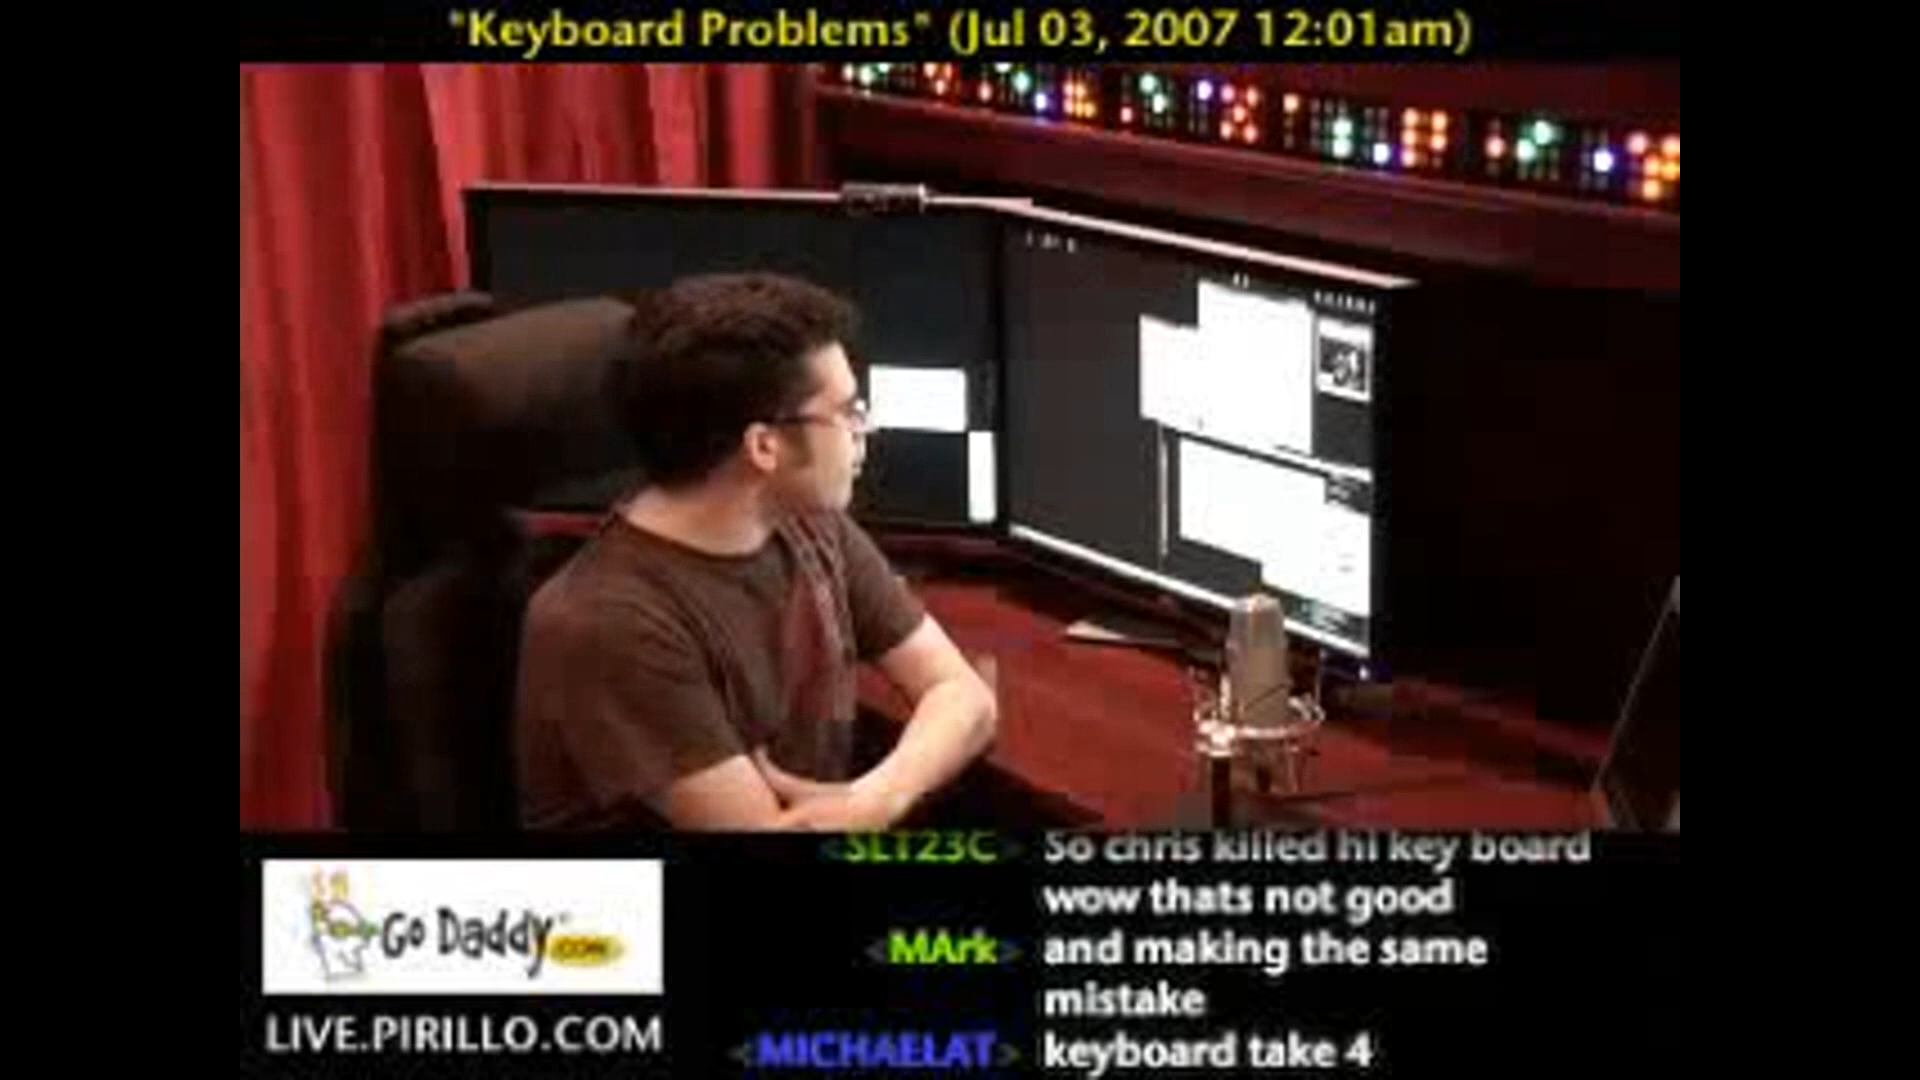 "Keyboard Problems" (Jul 03, 2007 12:01am)
<SLT23C> So chris killed hi key board
wow thats not good
<MArk> and making the same
mistake
<MICHAELAT> keyboard take 4
Go Daddy™
.COM
LIVE.PIRILLO.COM